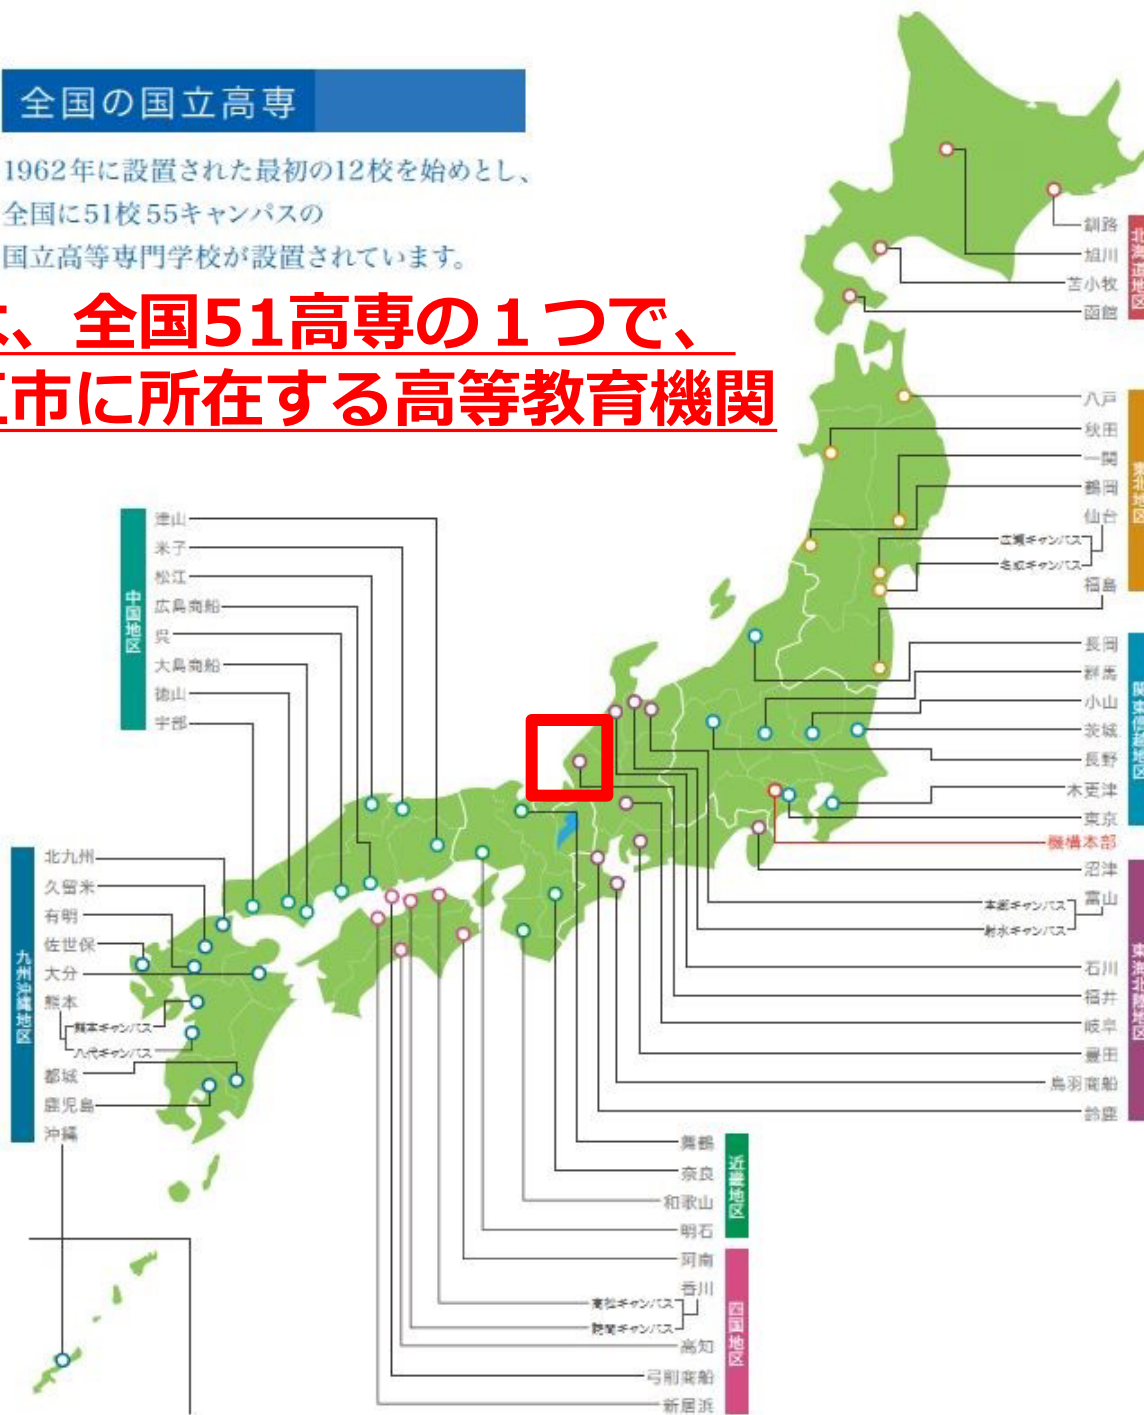 全国の国立高専
1962年に設置された最初の12校を始めとし、
全国に51校55キャンパスの
国立高等専門学校が設置されています。
、全国51高専の１つで、
市に所在する高等教育機関
釧路
旭川
苫小牧
函館
北海道地区
八戸
秋田
一関
鶴岡
仙台
広瀬キャンパス
名取キャンパス
福島
東北地区
長岡
群馬
小山
茨城
長野
木更津
東京
機構本部
関東信越地区
沼津
富山
本郷キャンパス
射水キャンパス
石川
福井
岐阜
豊田
鳥羽商船
鈴鹿
東海北陸地区
津山
米子
松江
広島商船
呉
大島商船
徳山
宇部
中国地区
北九州
久留米
有明
佐世保
大分
熊本
熊本キャンパス
八代キャンパス
都城
鹿児島
沖縄
九州沖縄地区
舞鶴
奈良
和歌山
明石
近畿地区
阿南
香川
高松キャンパス
詫間キャンパス
高知
弓削商船
新居浜
四国地区